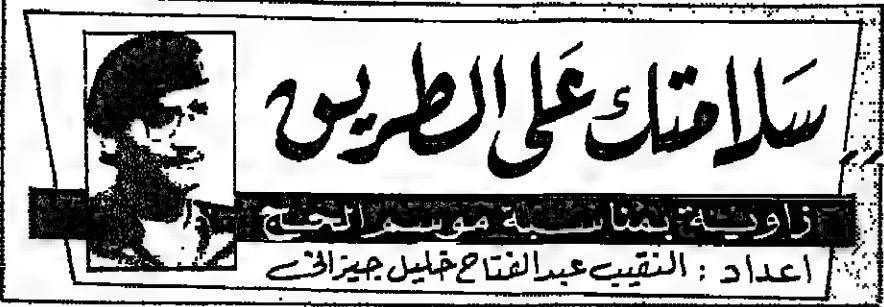 سلامتك على الطريق
زاوية بمناسبة موسم الحج
اعداد : النقيب عبدالفتاح خليل جيزاني